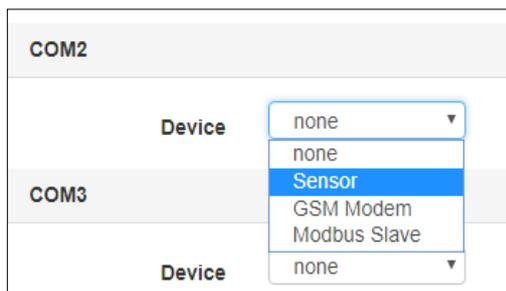 COM2
Device none
none
Sensor
COM3
GSM Modem
Modbus Slave
Device none